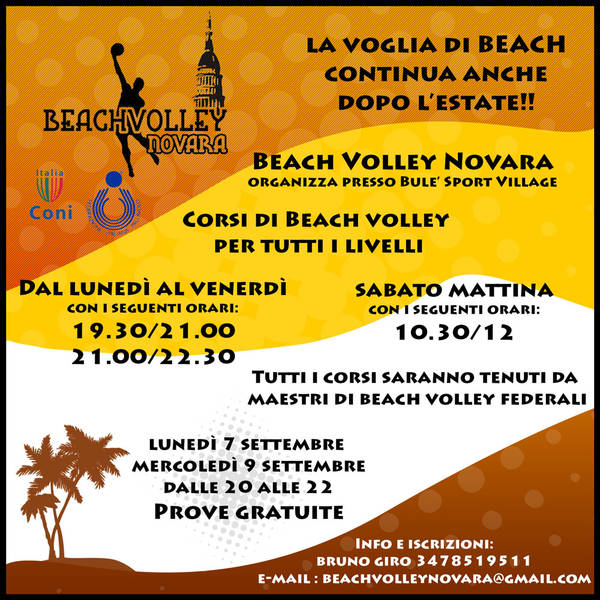 BEACHVOLLEY
NOVARA
LA VOGLIA DI BEACH
CONTINUA ANCHE
DOPO L'ESTATE!!
Italia
Coni
BEACH VOLLEY NOVARA
ORGANIZZA PRESSO BULE' SPORT VILLAGE
CORSI DI BEACH VOLLEY
PER TUTTI I LIVELLI
DAL LUNEDÌ AL VENERDÌ
CON I SEGUENTI ORARI:
19.30/21.00
21.00/22.30
SABATO MATTINA
CON I SEGUENTI ORARI:
10.30/12
TUTTI I CORSI SARANNO TENUTI DA
MAESTRI DI BEACH VOLLEY FEDERALI
LUNEDÌ 7 SETTEMBRE
MERCOLEDÌ 9 SETTEMBRE
DALLE 20 ALLE 22
PROVE GRATUITE
INFO E ISCRIZIONI:
BRUNO GIRO 3478519511
E-MAIL : BEACHVOLLEYNOVARA@GMAIL.COM